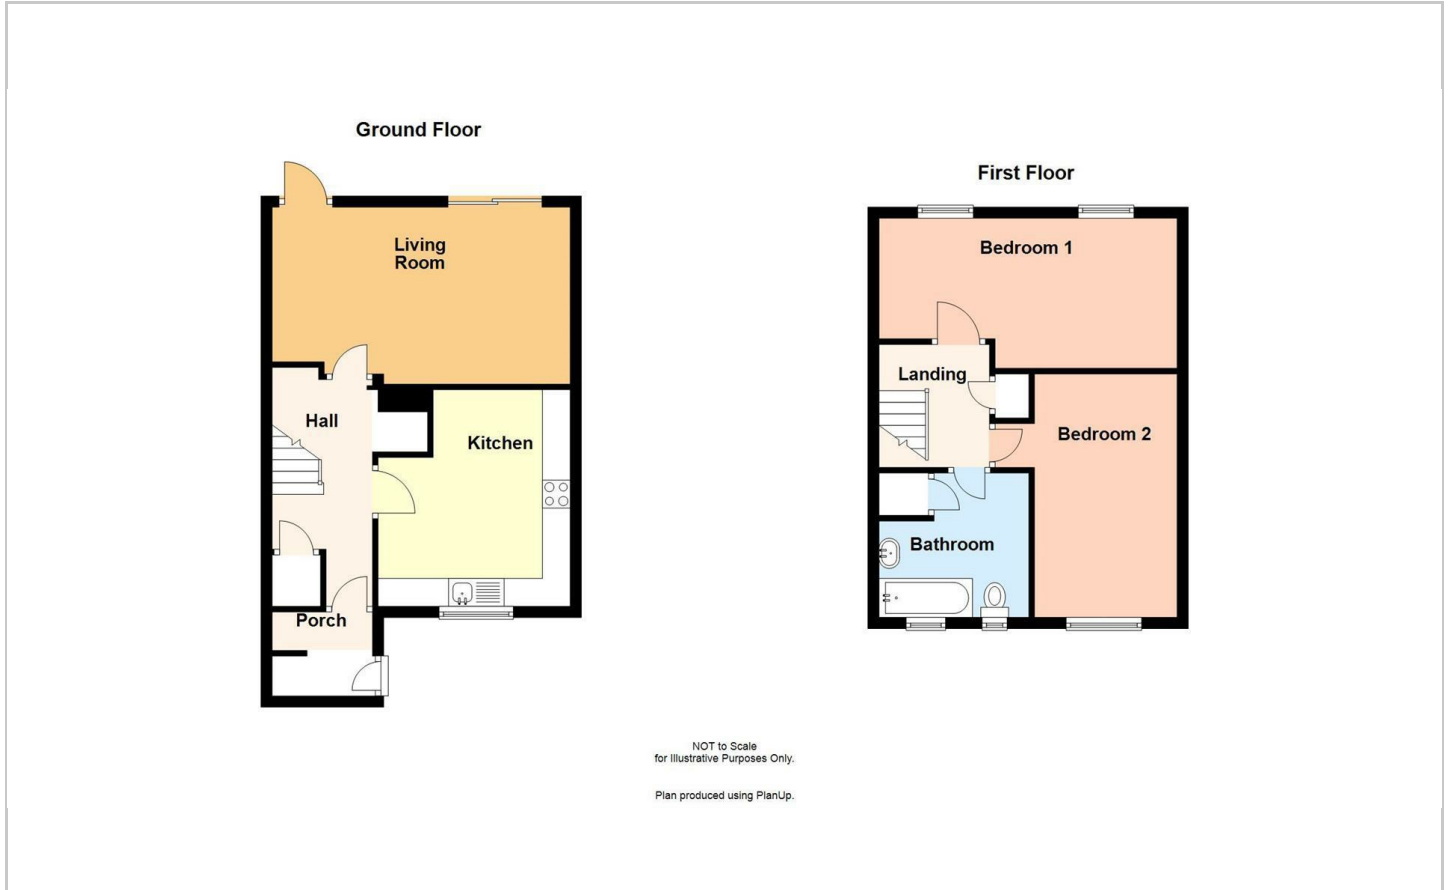 Ground Floor
Living
Room
Hall
Kitchen
Porch
First Floor
Bedroom 1
Landing
Bedroom 2
Bathroom
NOT to Scale
for Illustrative Purposes Only.
Plan produced using PlanUp.